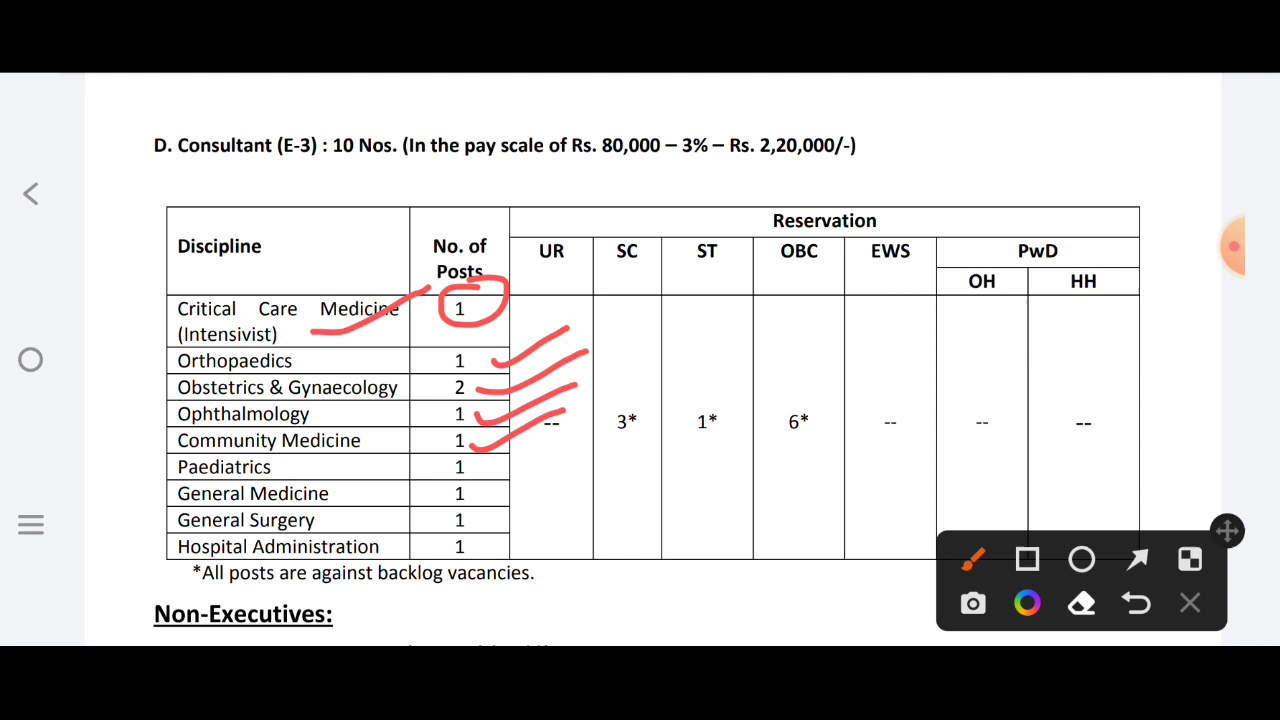 D. Consultant (E-3) : 10 Nos. (In the pay scale of Rs. 80,000 – 3% – Rs. 2,20,000/-)
Discipline No. of Posts Reservation
UR SC ST OBC EWS PwD
OH HH
Critical Care Medicine (Intensivist) 1
Orthopaedics 1
Obstetrics & Gynaecology 2
Ophthalmology 1
-- 3* 1* 6* -- -- --
Community Medicine 1
Paediatrics 1
General Medicine 1
General Surgery 1
Hospital Administration 1
*All posts are against backlog vacancies.
Non-Executives: